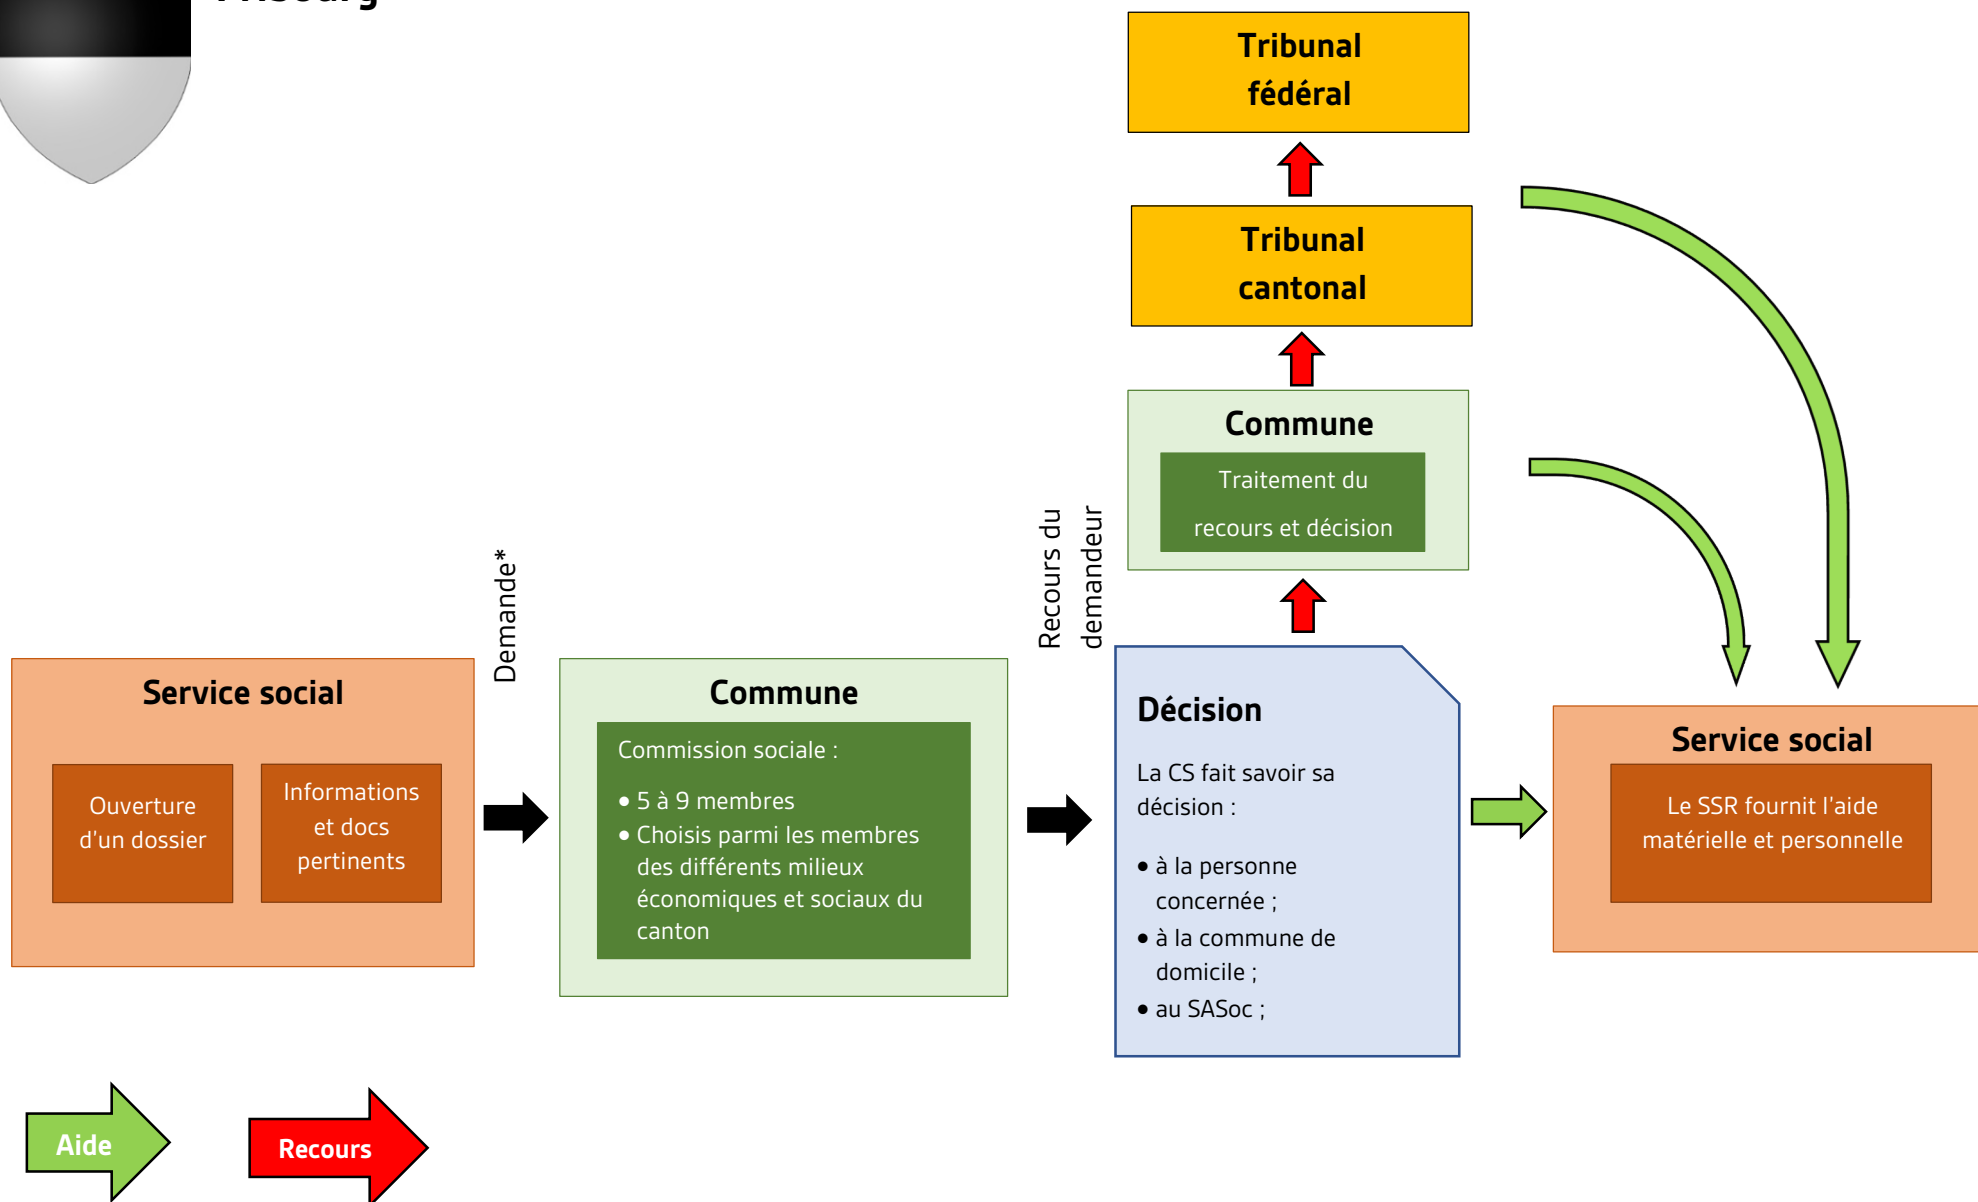 Fribourg
Tribunal
fédéral
Tribunal
cantonal
Commune
Traitement du
recours et décision
Recours du
demandeur
Demande*
Service social
Ouverture
d'un dossier
Informations
et docs
pertinents
Commune
Commission sociale :
• 5 à 9 membres
• Choisis parmi les membres
des différents milieux
économiques et sociaux du
canton
Décision
La CS fait savoir sa
décision :
• à la personne
concernée ;
• à la commune de
domicile ;
• au SASoc ;
Service social
Le SSR fournit l'aide
matérielle et personnelle
Aide
Recours